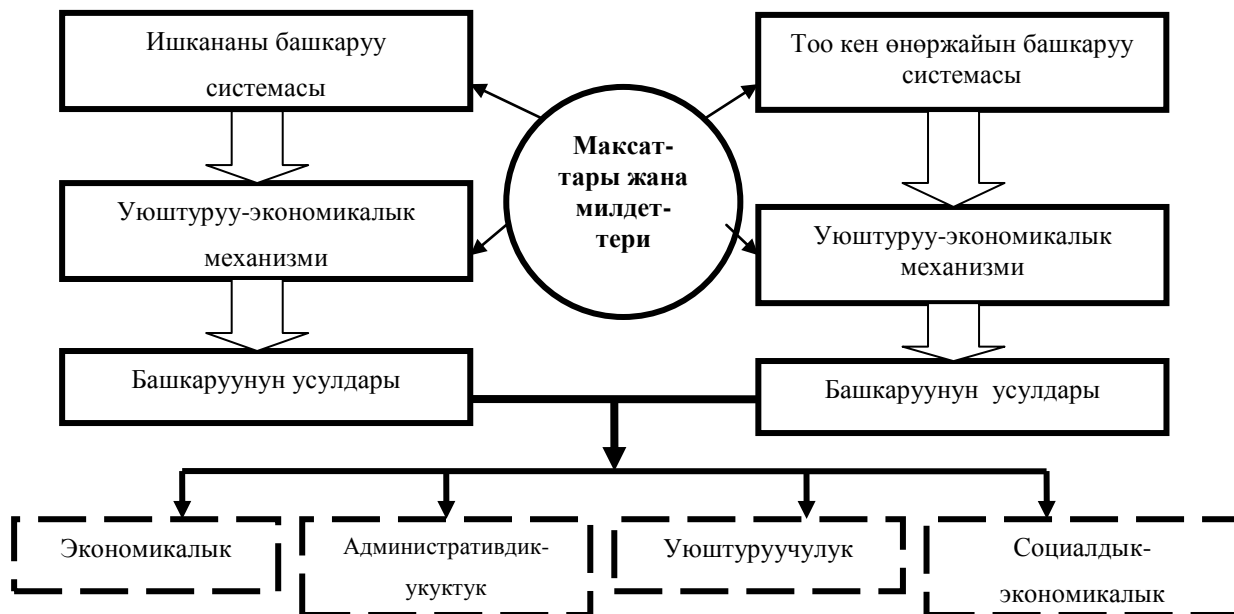 Ишкананы башкаруу
системасы
Тоо кен өнөржайын башкаруу
системасы
Максат-
тары жана
милдет-
тери
Уюштуруу-экономикалык
механизми
Уюштуруу-экономикалык
механизми
Башкаруунун усулдары
Башкаруунун усулдары
Экономикалык
Административдик-
укуктук
Уюштуруучулук
Социалдык-
экономикалык